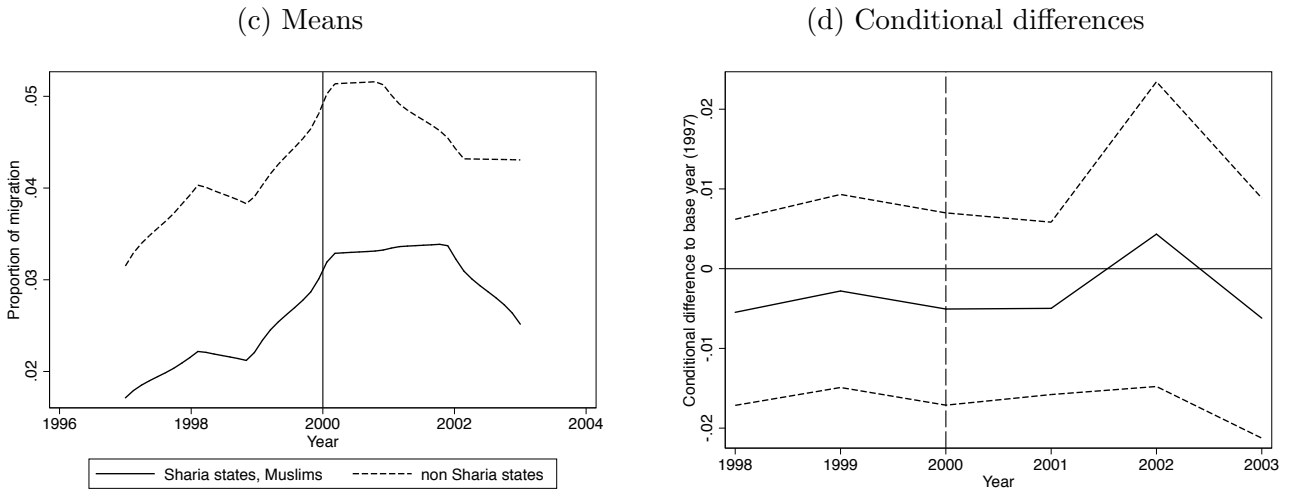 (c) Means
Proportion of migration
.05
.04
.03
.02
1996 1998 2000 2002 2004
Year
Sharia states, Muslims non Sharia states
(d) Conditional differences
Conditional difference to base year (1997)
.02
.01
0
-.01
-.02
1998 1999 2000 2001 2002 2003
Year